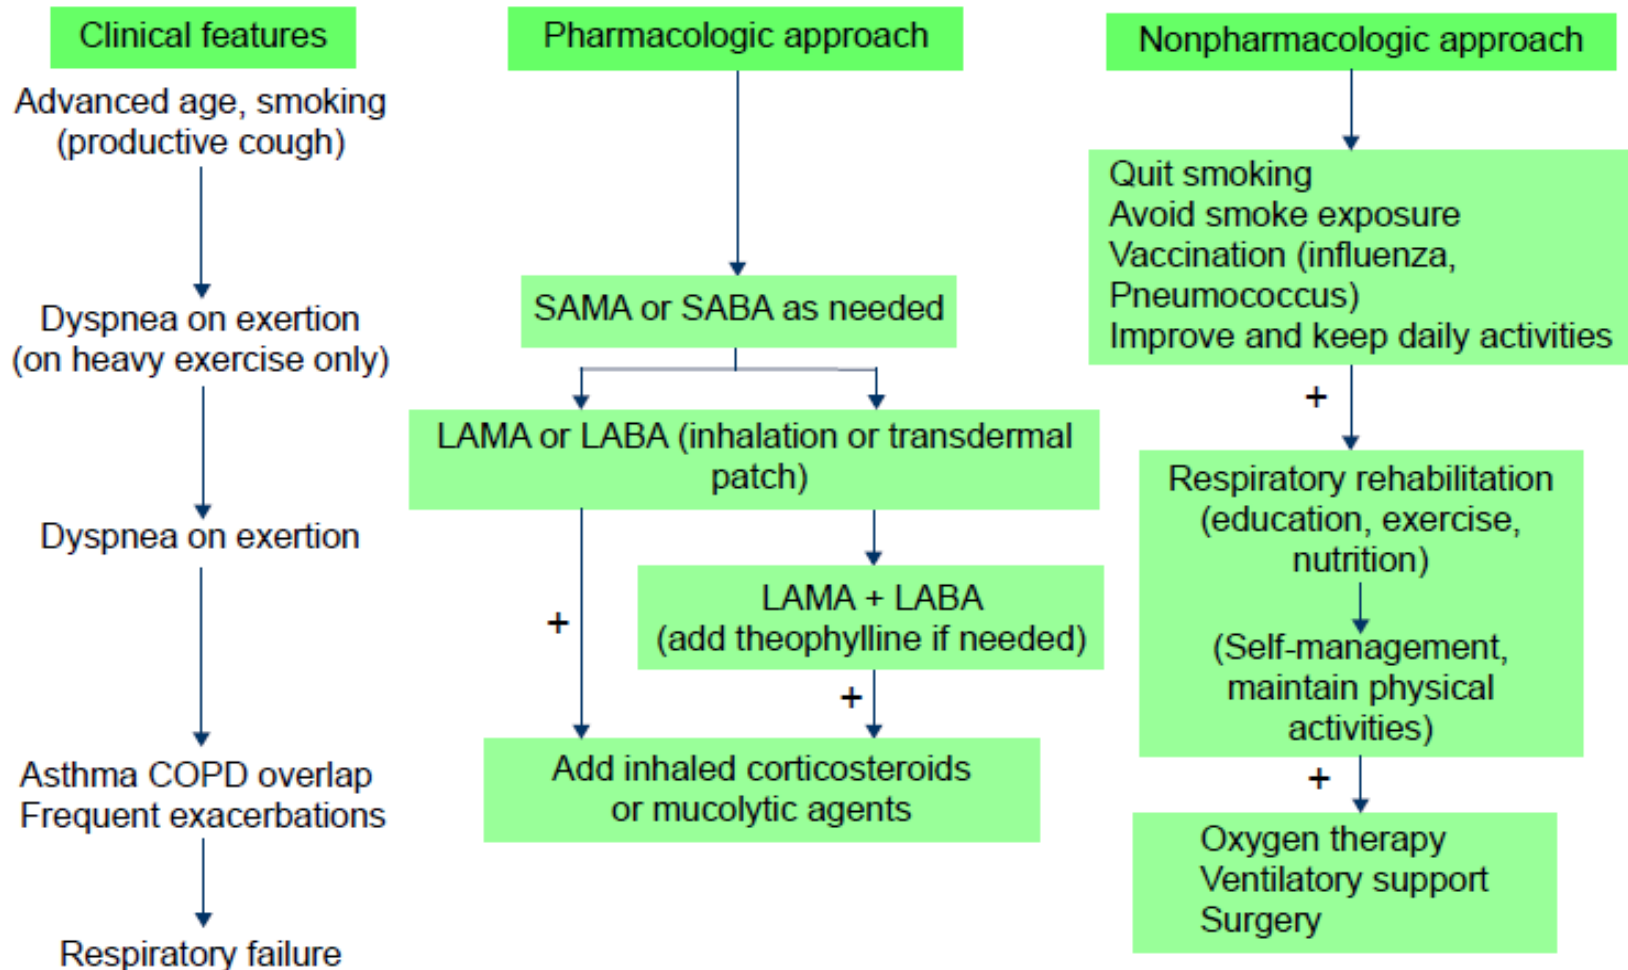 Clinical features
Advanced age, smoking
(productive cough)
Dyspnea on exertion
(on heavy exercise only)
Dyspnea on exertion
Asthma COPD overlap
Frequent exacerbations
Respiratory failure
Pharmacologic approach
SAMA or SABA as needed
LAMA or LABA (inhalation or transdermal
patch)
+
LAMA + LABA
(add theophylline if needed)
+
Add inhaled corticosteroids
or mucolytic agents
Nonpharmacologic approach
Quit smoking
Avoid smoke exposure
Vaccination (influenza,
Pneumococcus)
Improve and keep daily activities
+
Respiratory rehabilitation
(education, exercise,
nutrition)
(Self-management,
maintain physical
activities)
+
Oxygen therapy
Ventilatory support
Surgery